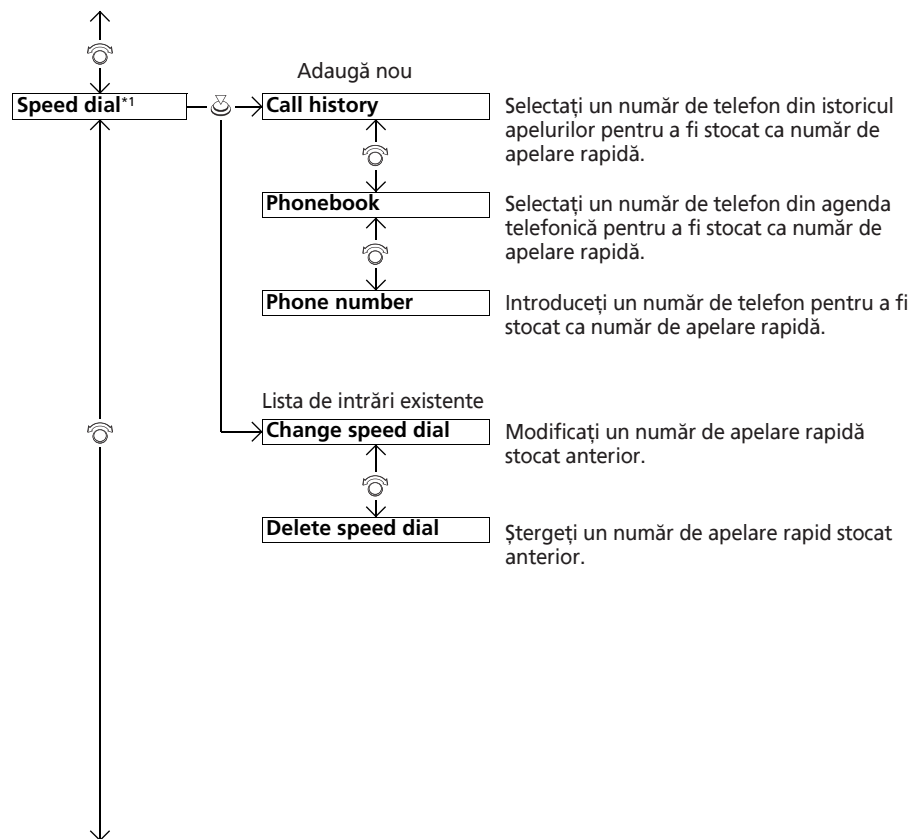 Adaugă nou
Speed dial*1
Call history
Selectați un număr de telefon din istoricul
apelurilor pentru a fi stocat ca număr de
apelare rapidă.
Phonebook
Selectați un număr de telefon din agenda
telefonică pentru a fi stocat ca număr de
apelare rapidă.
Phone number
Introduceți un număr de telefon pentru a fi
stocat ca număr de apelare rapidă.
Lista de intrări existente
Change speed dial
Modificați un număr de apelare rapidă
stocat anterior.
Delete speed dial
Ștergeți un număr de apelare rapid stocat
anterior.